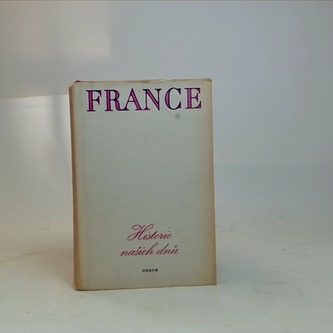 FRANCE
Historie
našich dnů
ODEON